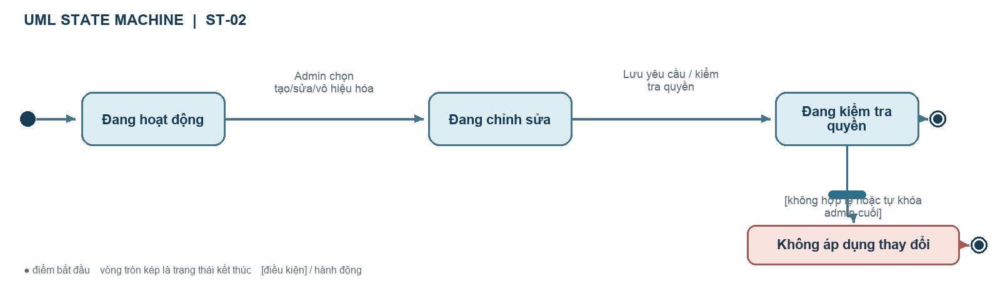 UML STATE MACHINE | ST-02
Admin chọn
tạo/sửa/vô hiệu hóa
Lưu yêu cầu / kiểm
tra quyền
Đang hoạt động
Đang chỉnh sửa
Đang kiểm tra
quyền
[không hợp lệ hoặc tự khóa
admin cuối]
Không áp dụng thay đổi
● điểm bắt đầu vòng tròn kép là trạng thái kết thúc [điều kiện] / hành động